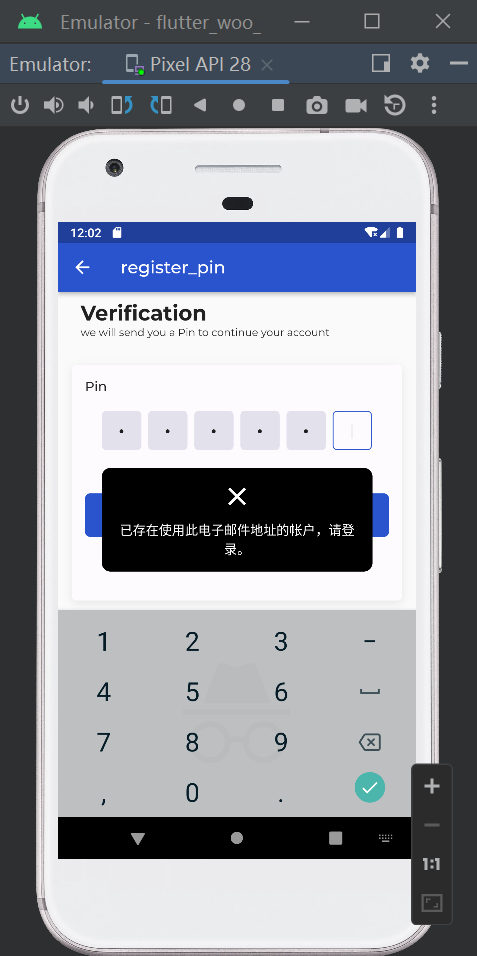 Emulator - flutter_woo_
Emulator: Pixel API 28
12:02
register_pin
Verification
we will send you a Pin to continue your account
Pin
已存在使用此电子邮件地址的帐户，请登
录。
1 2 3 −
4 5 6
7 8 9
, 0 .
1:1